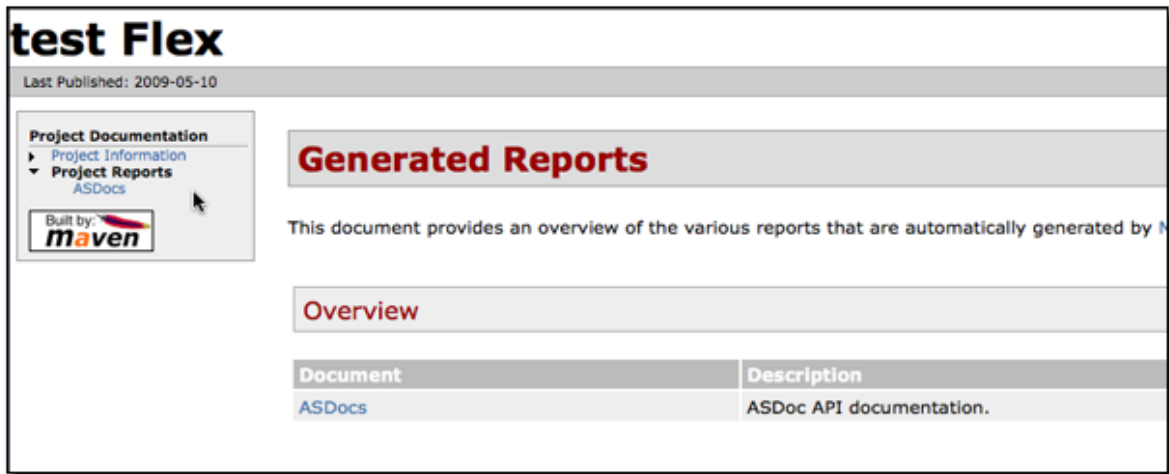 test Flex
Last Published: 2009-05-10
Project Documentation
Project Information
Project Reports
ASDocs
Built by:
maven
Generated Reports
This document provides an overview of the various reports that are automatically generated by
Overview
Document Description
ASDocs ASDoc API documentation.